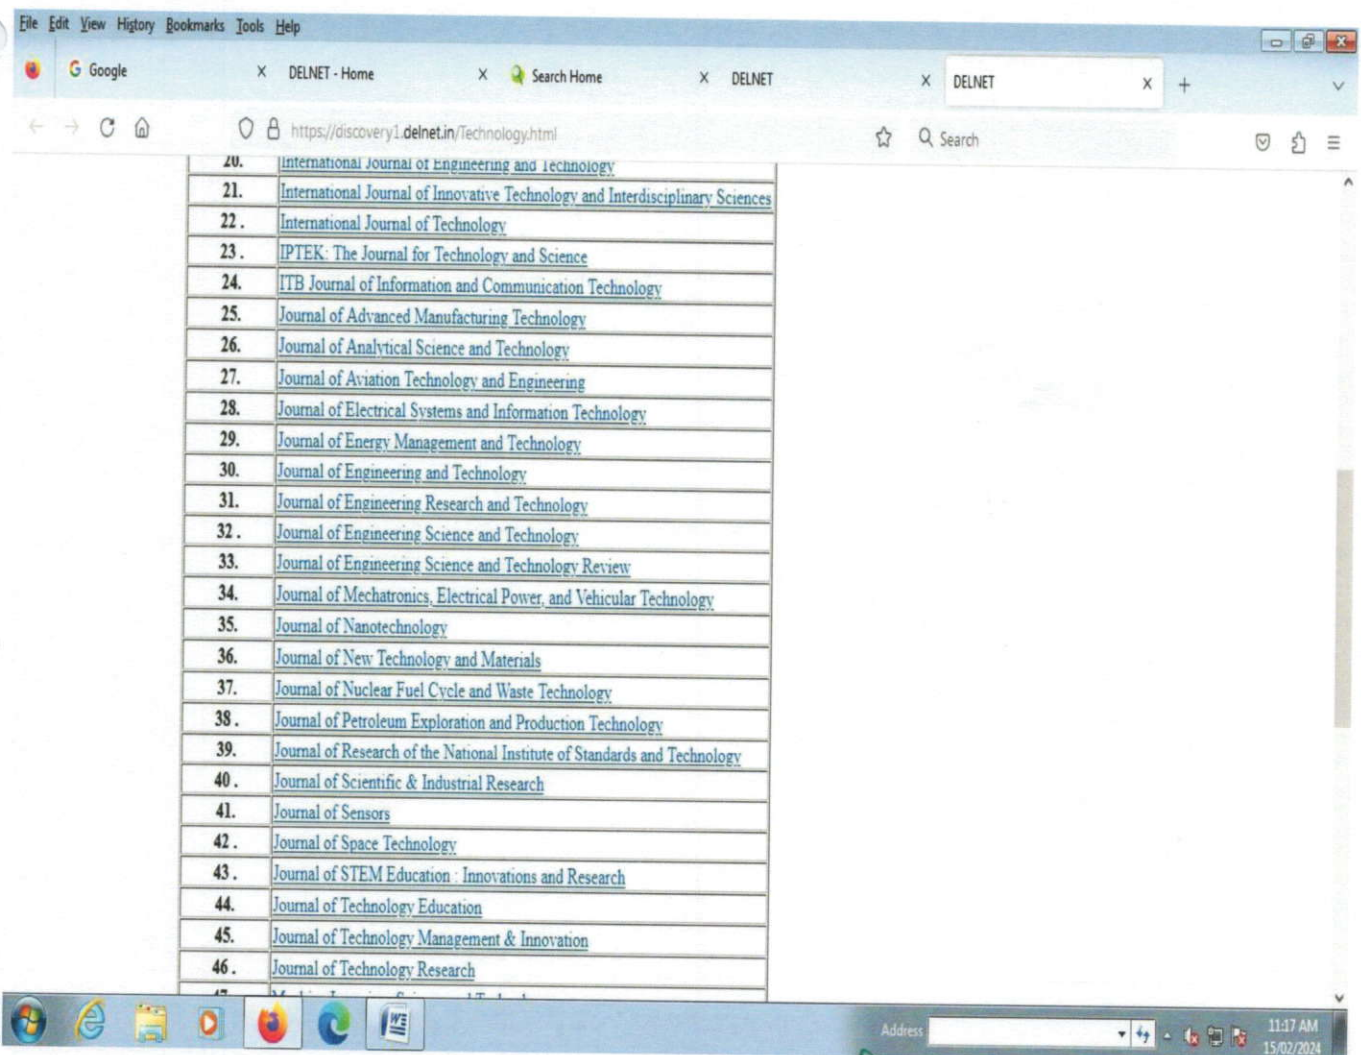 File Edit View History Bookmarks Tools Help
Google X DELNET - Home X Search Home X DELNET X DELNET X +
https://discovery1.delnet.in/Technology.html Search
20. International Journal of Engineering and Technology
21. International Journal of Innovative Technology and Interdisciplinary Sciences
22 . International Journal of Technology
23 . IPTEK: The Journal for Technology and Science
24. ITB Journal of Information and Communication Technology
25. Journal of Advanced Manufacturing Technology
26. Journal of Analytical Science and Technology
27. Journal of Aviation Technology and Engineering
28. Journal of Electrical Systems and Information Technology
29. Journal of Energy Management and Technology
30. Journal of Engineering and Technology
31. Journal of Engineering Research and Technology
32 . Journal of Engineering Science and Technology
33. Journal of Engineering Science and Technology Review
34. Journal of Mechatronics, Electrical Power, and Vehicular Technology
35. Journal of Nanotechnology
36. Journal of New Technology and Materials
37. Journal of Nuclear Fuel Cycle and Waste Technology
38 . Journal of Petroleum Exploration and Production Technology
39. Journal of Research of the National Institute of Standards and Technology
40 . Journal of Scientific & Industrial Research
41. Journal of Sensors
42 . Journal of Space Technology
43 . Journal of STEM Education : Innovations and Research
44. Journal of Technology Education
45. Journal of Technology Management & Innovation
46 . Journal of Technology Research
Address 11:17 AM
15/02/2024